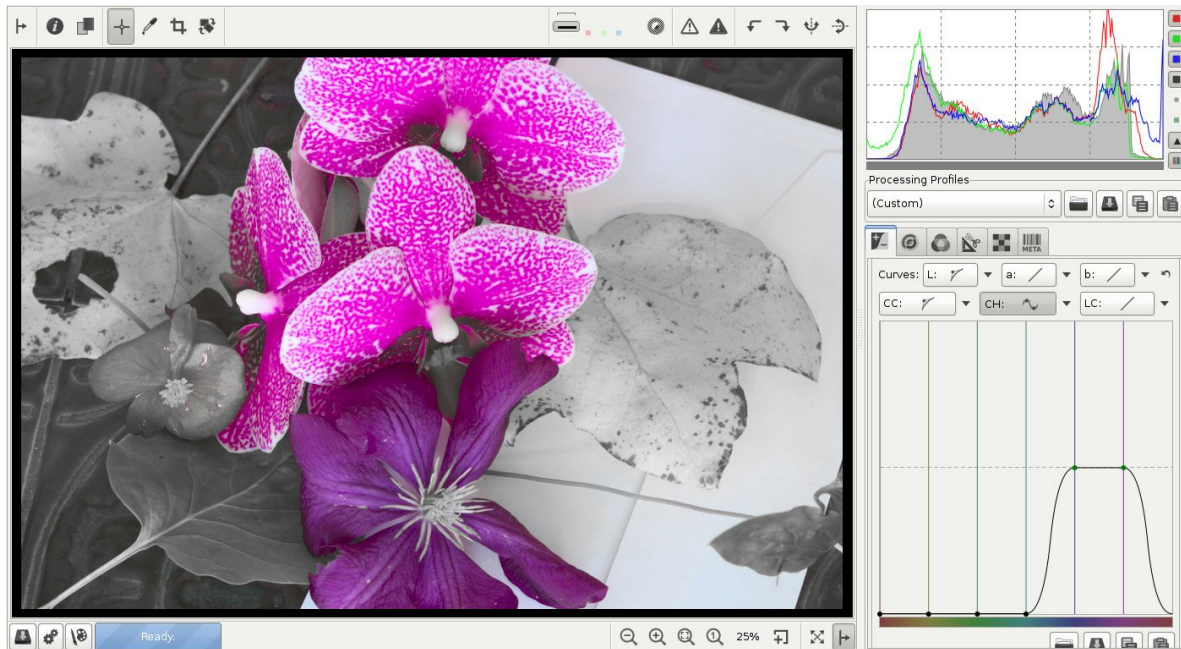 Processing Profiles
(Custom)
META
Curves: L: a: b:
CC: CH: LC:
Ready.
25%